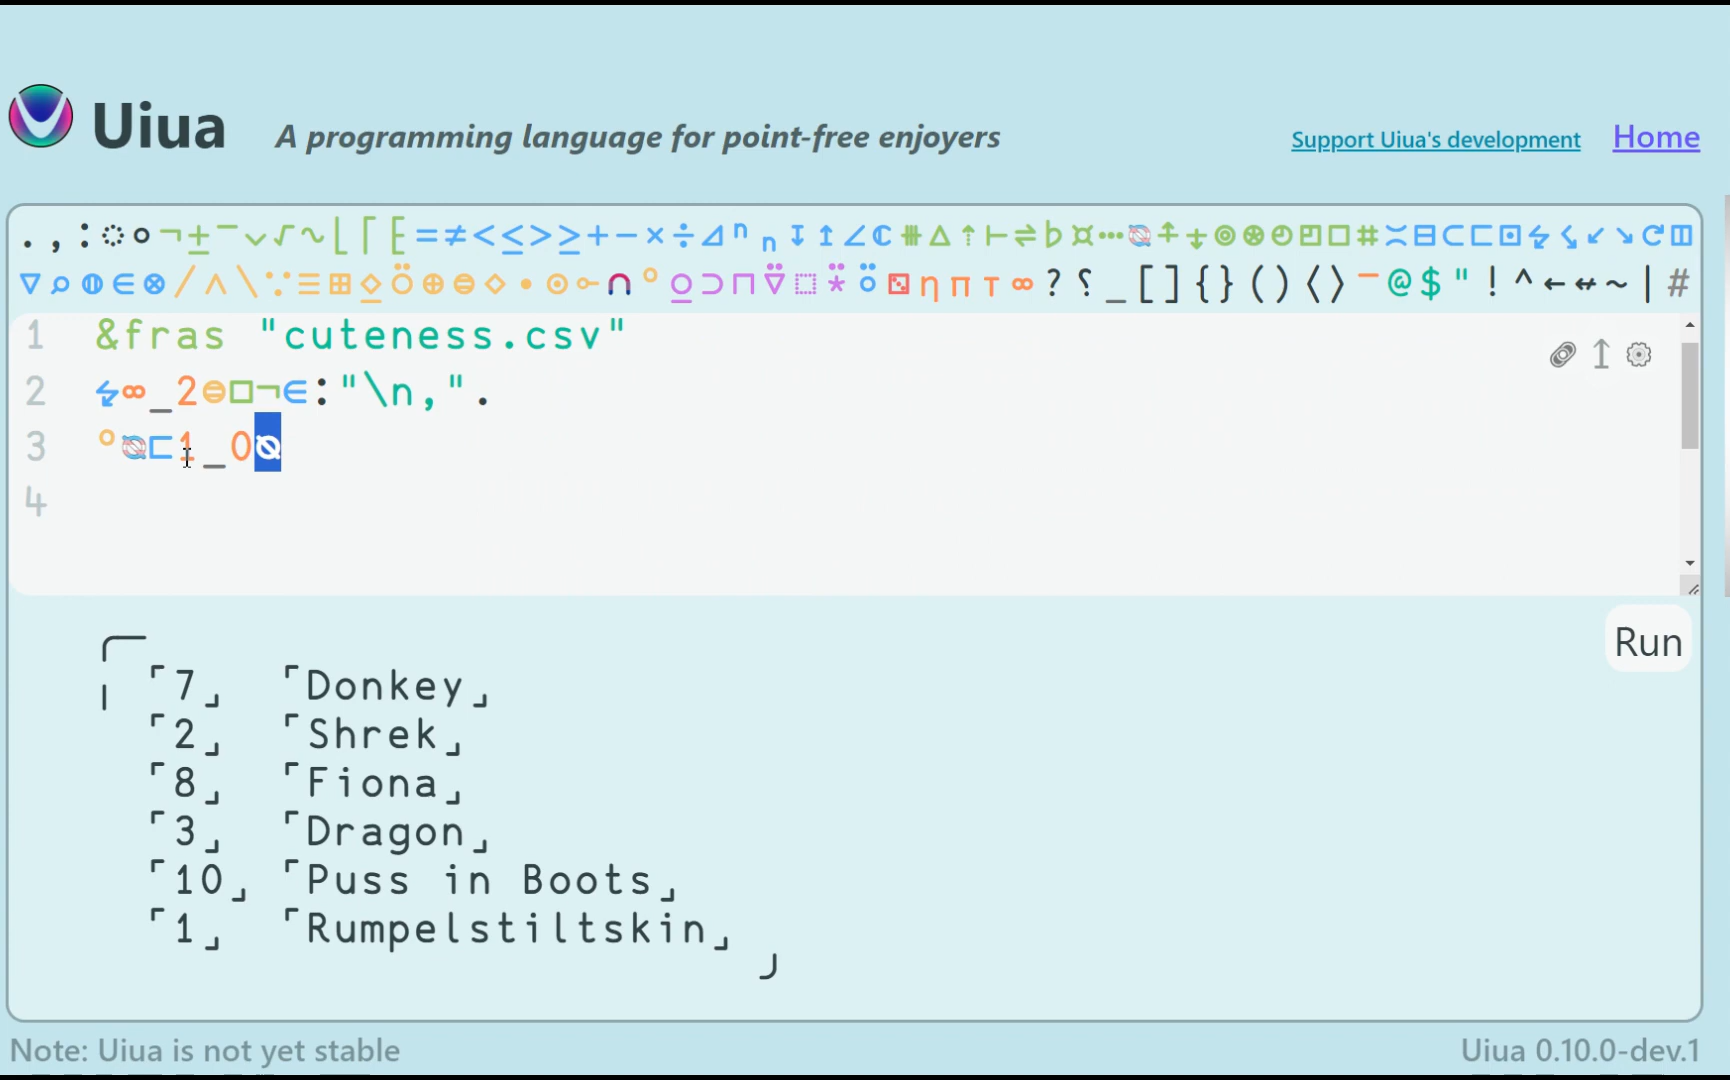 Uiua
A programming language for point-free enjoyers
Support Uiua's development
Home
. , : ◌ ∘ ¬ ± ¯ ⌵ √ ∿ ⌊ ⌈ ⁅ = ≠ < ≤ > ≥ + - × ÷ ◿ ⁿ ₙ ↧ ↥ ∠ ℂ ⧻ △ ⇡ ⊢ ⇌ ♭ ¤ ⋯ ⍉ ⍏ ⍖ ⊚ ⊛ ◴ ◰ □ ⋕ ≍ ⊟ ⊂ ⊏ ⊡ ↯ ☇ ↙ ↘ ↻ ◫
▽ ⌕ ⦷ ∊ ⊗ / ∧ \ ∵ ≡ ⊞ ⍚ ⊕ ⊜ ◇ ⊙ ⟜ ∩ ° ⊃ ⊓ ⚂ η π τ ∞ ? ⸮ _ [ ] { } ( ) ⟨ ⟩ ¯ @ $ " ! ^ ← ↭ ~ | #
1 &fras "cuteness.csv"
2 ↯∞_2⊜□¬∊:"\n,".
3 °⍉⊏1_0⍉
4
Run
⌜7⌟ ⌜Donkey⌟
⌜2⌟ ⌜Shrek⌟
⌜8⌟ ⌜Fiona⌟
⌜3⌟ ⌜Dragon⌟
⌜10⌟ ⌜Puss in Boots⌟
⌜1⌟ ⌜Rumpelstiltskin⌟
Note: Uiua is not yet stable
Uiua 0.10.0-dev.1